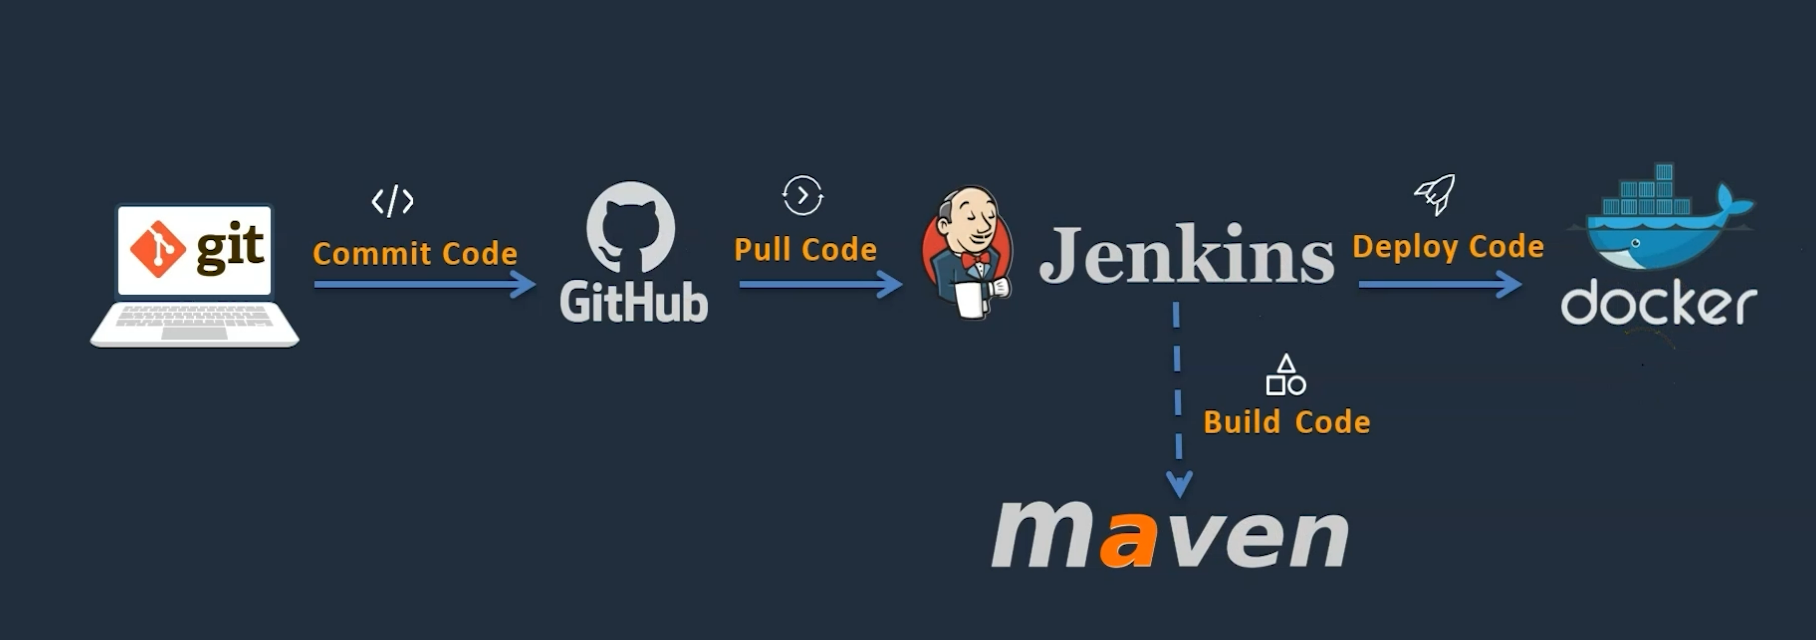 git
Commit Code
GitHub
Pull Code
Jenkins
Deploy Code
docker
Build Code
maven